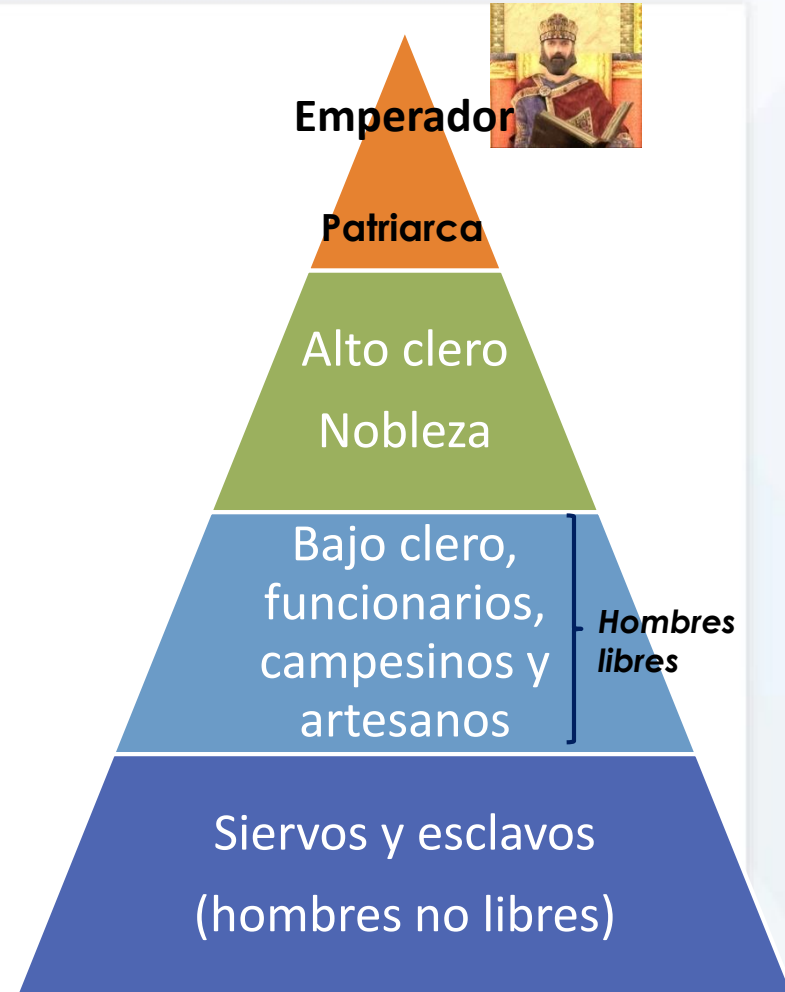 Emperador
Patriarca
Alto clero
Nobleza
Bajo clero,
funcionarios,
campesinos y
artesanos
Hombres
libres
Siervos y esclavos
(hombres no libres)